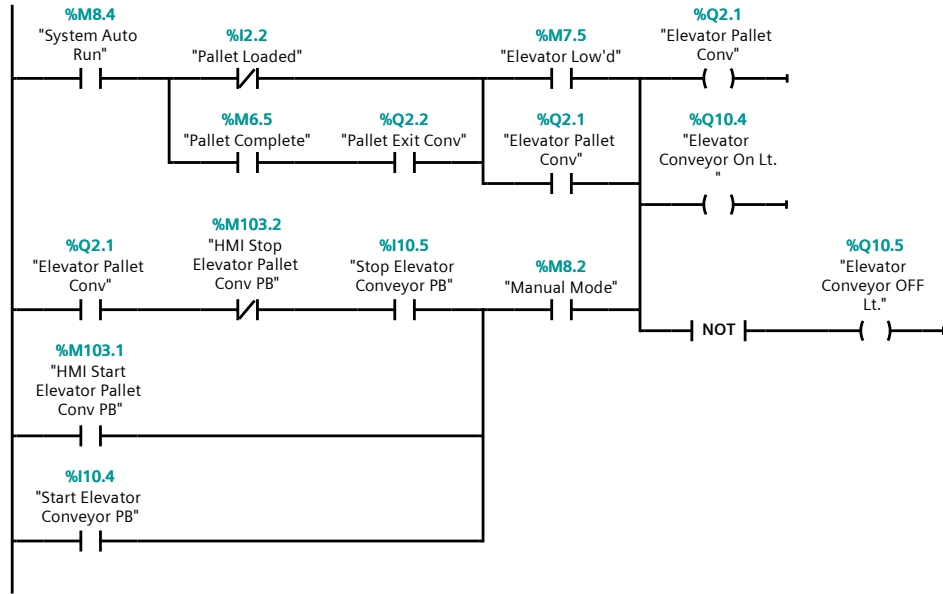 %M8.4
"System Auto
Run"
%I2.2
"Pallet Loaded"
%M7.5
"Elevator Low'd"
%Q2.1
"Elevator Pallet
Conv"
%M6.5
"Pallet Complete"
%Q2.2
"Pallet Exit Conv"
%Q2.1
"Elevator Pallet
Conv"
%Q10.4
"Elevator
Conveyor On Lt.
"
%Q2.1
"Elevator Pallet
Conv"
%M103.2
"HMI Stop
Elevator Pallet
Conv PB"
%I10.5
"Stop Elevator
Conveyor PB"
%M8.2
"Manual Mode"
%Q10.5
"Elevator
Conveyor OFF
Lt."
NOT
%M103.1
"HMI Start
Elevator Pallet
Conv PB"
%I10.4
"Start Elevator
Conveyor PB"